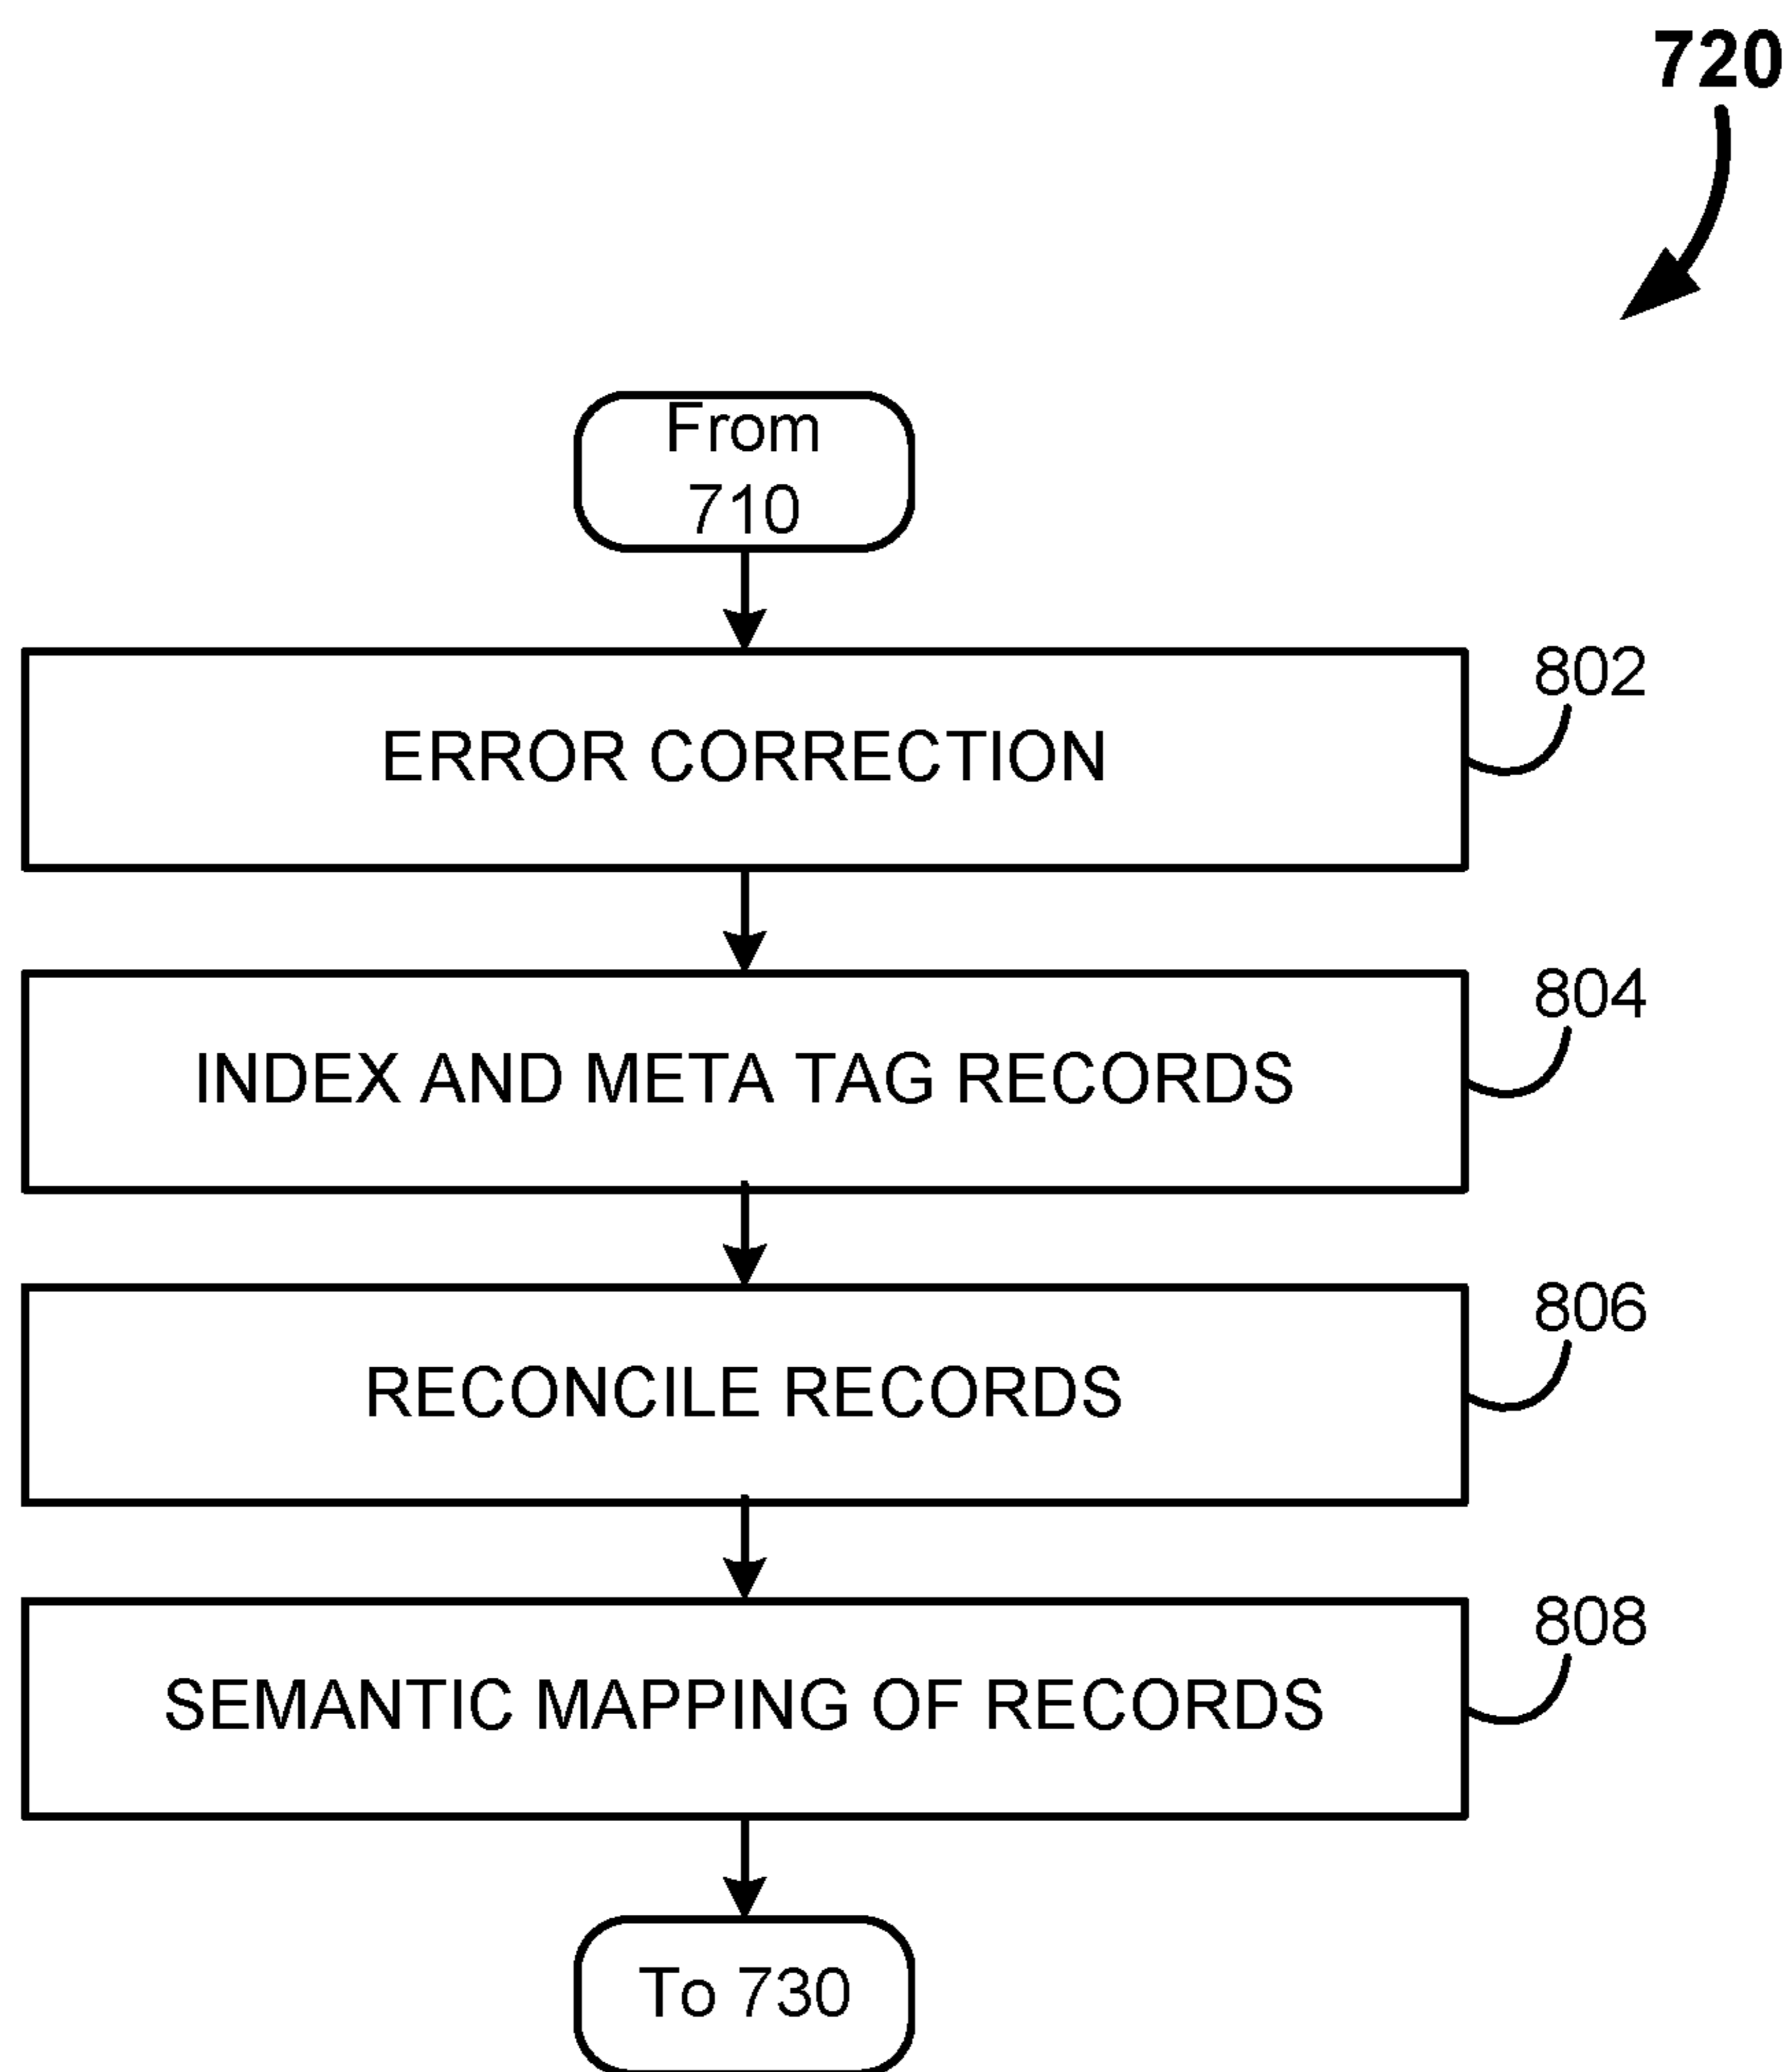 720
From
710
802
ERROR CORRECTION
804
INDEX AND META TAG RECORDS
806
RECONCILE RECORDS
808
SEMANTIC MAPPING OF RECORDS
To 730